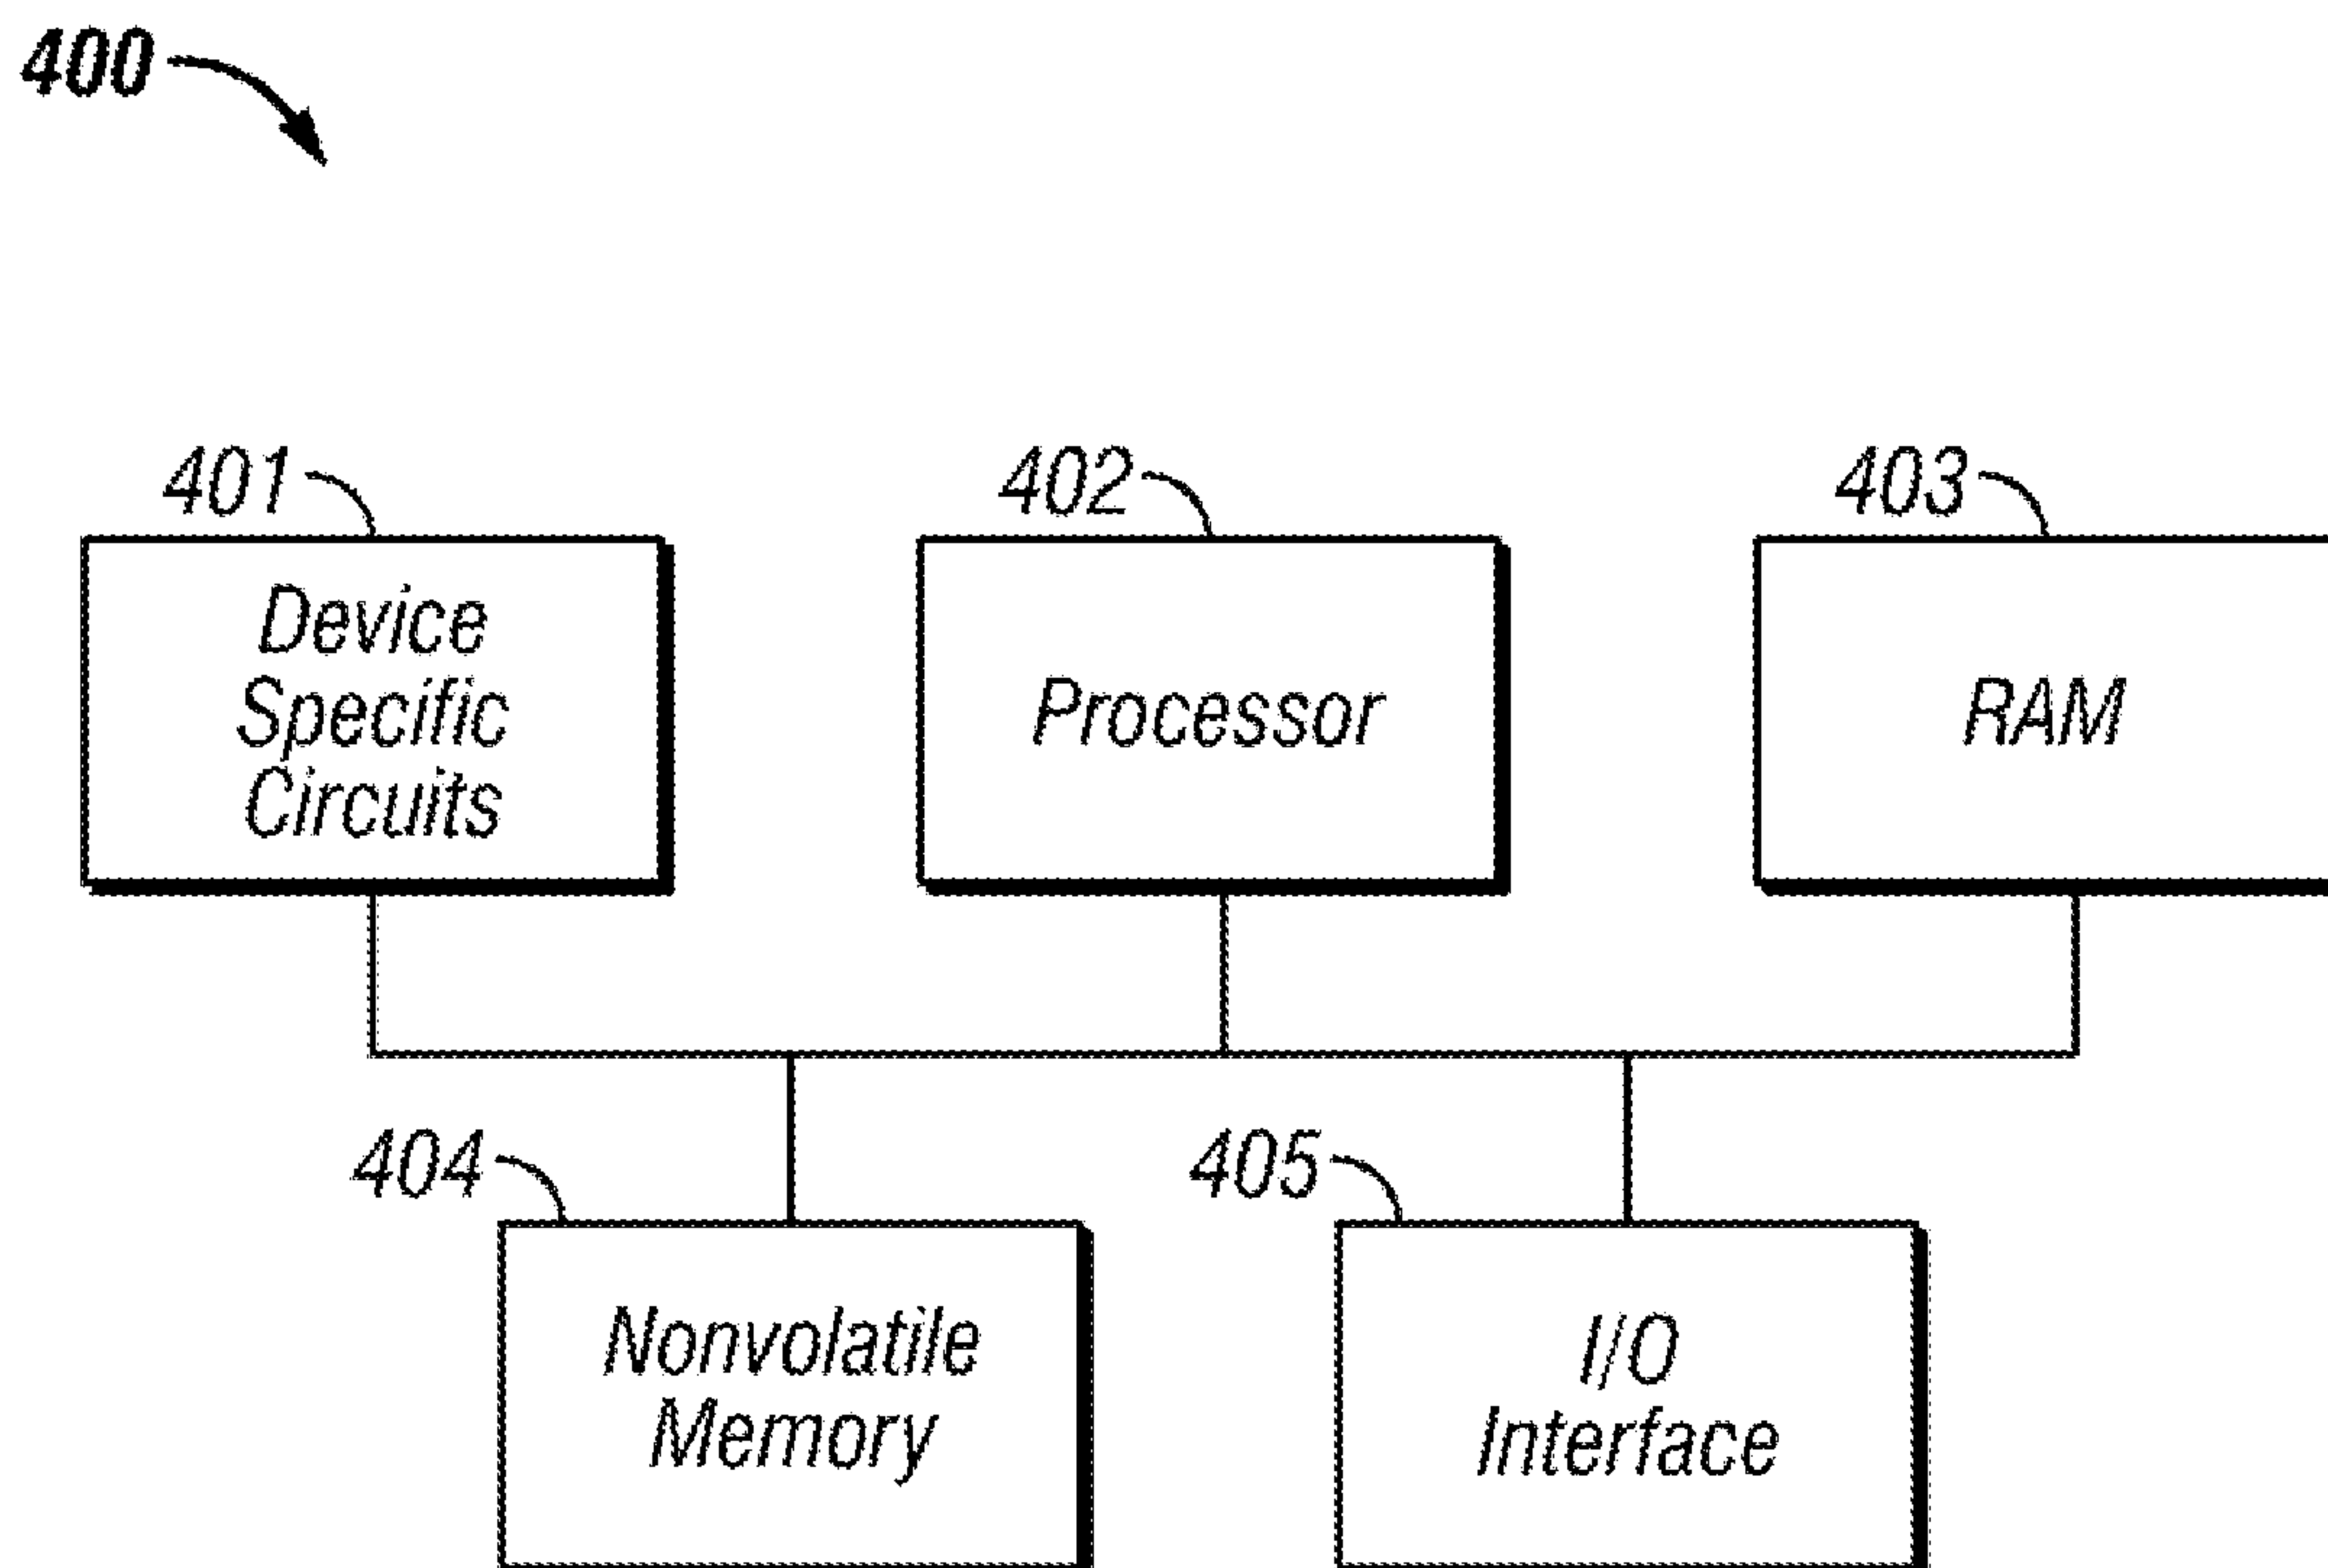 400
401
402
403
Device
Specific
Circuits
Processor
RAM
404
405
Nonvolatile
Memory
I/O
Interface